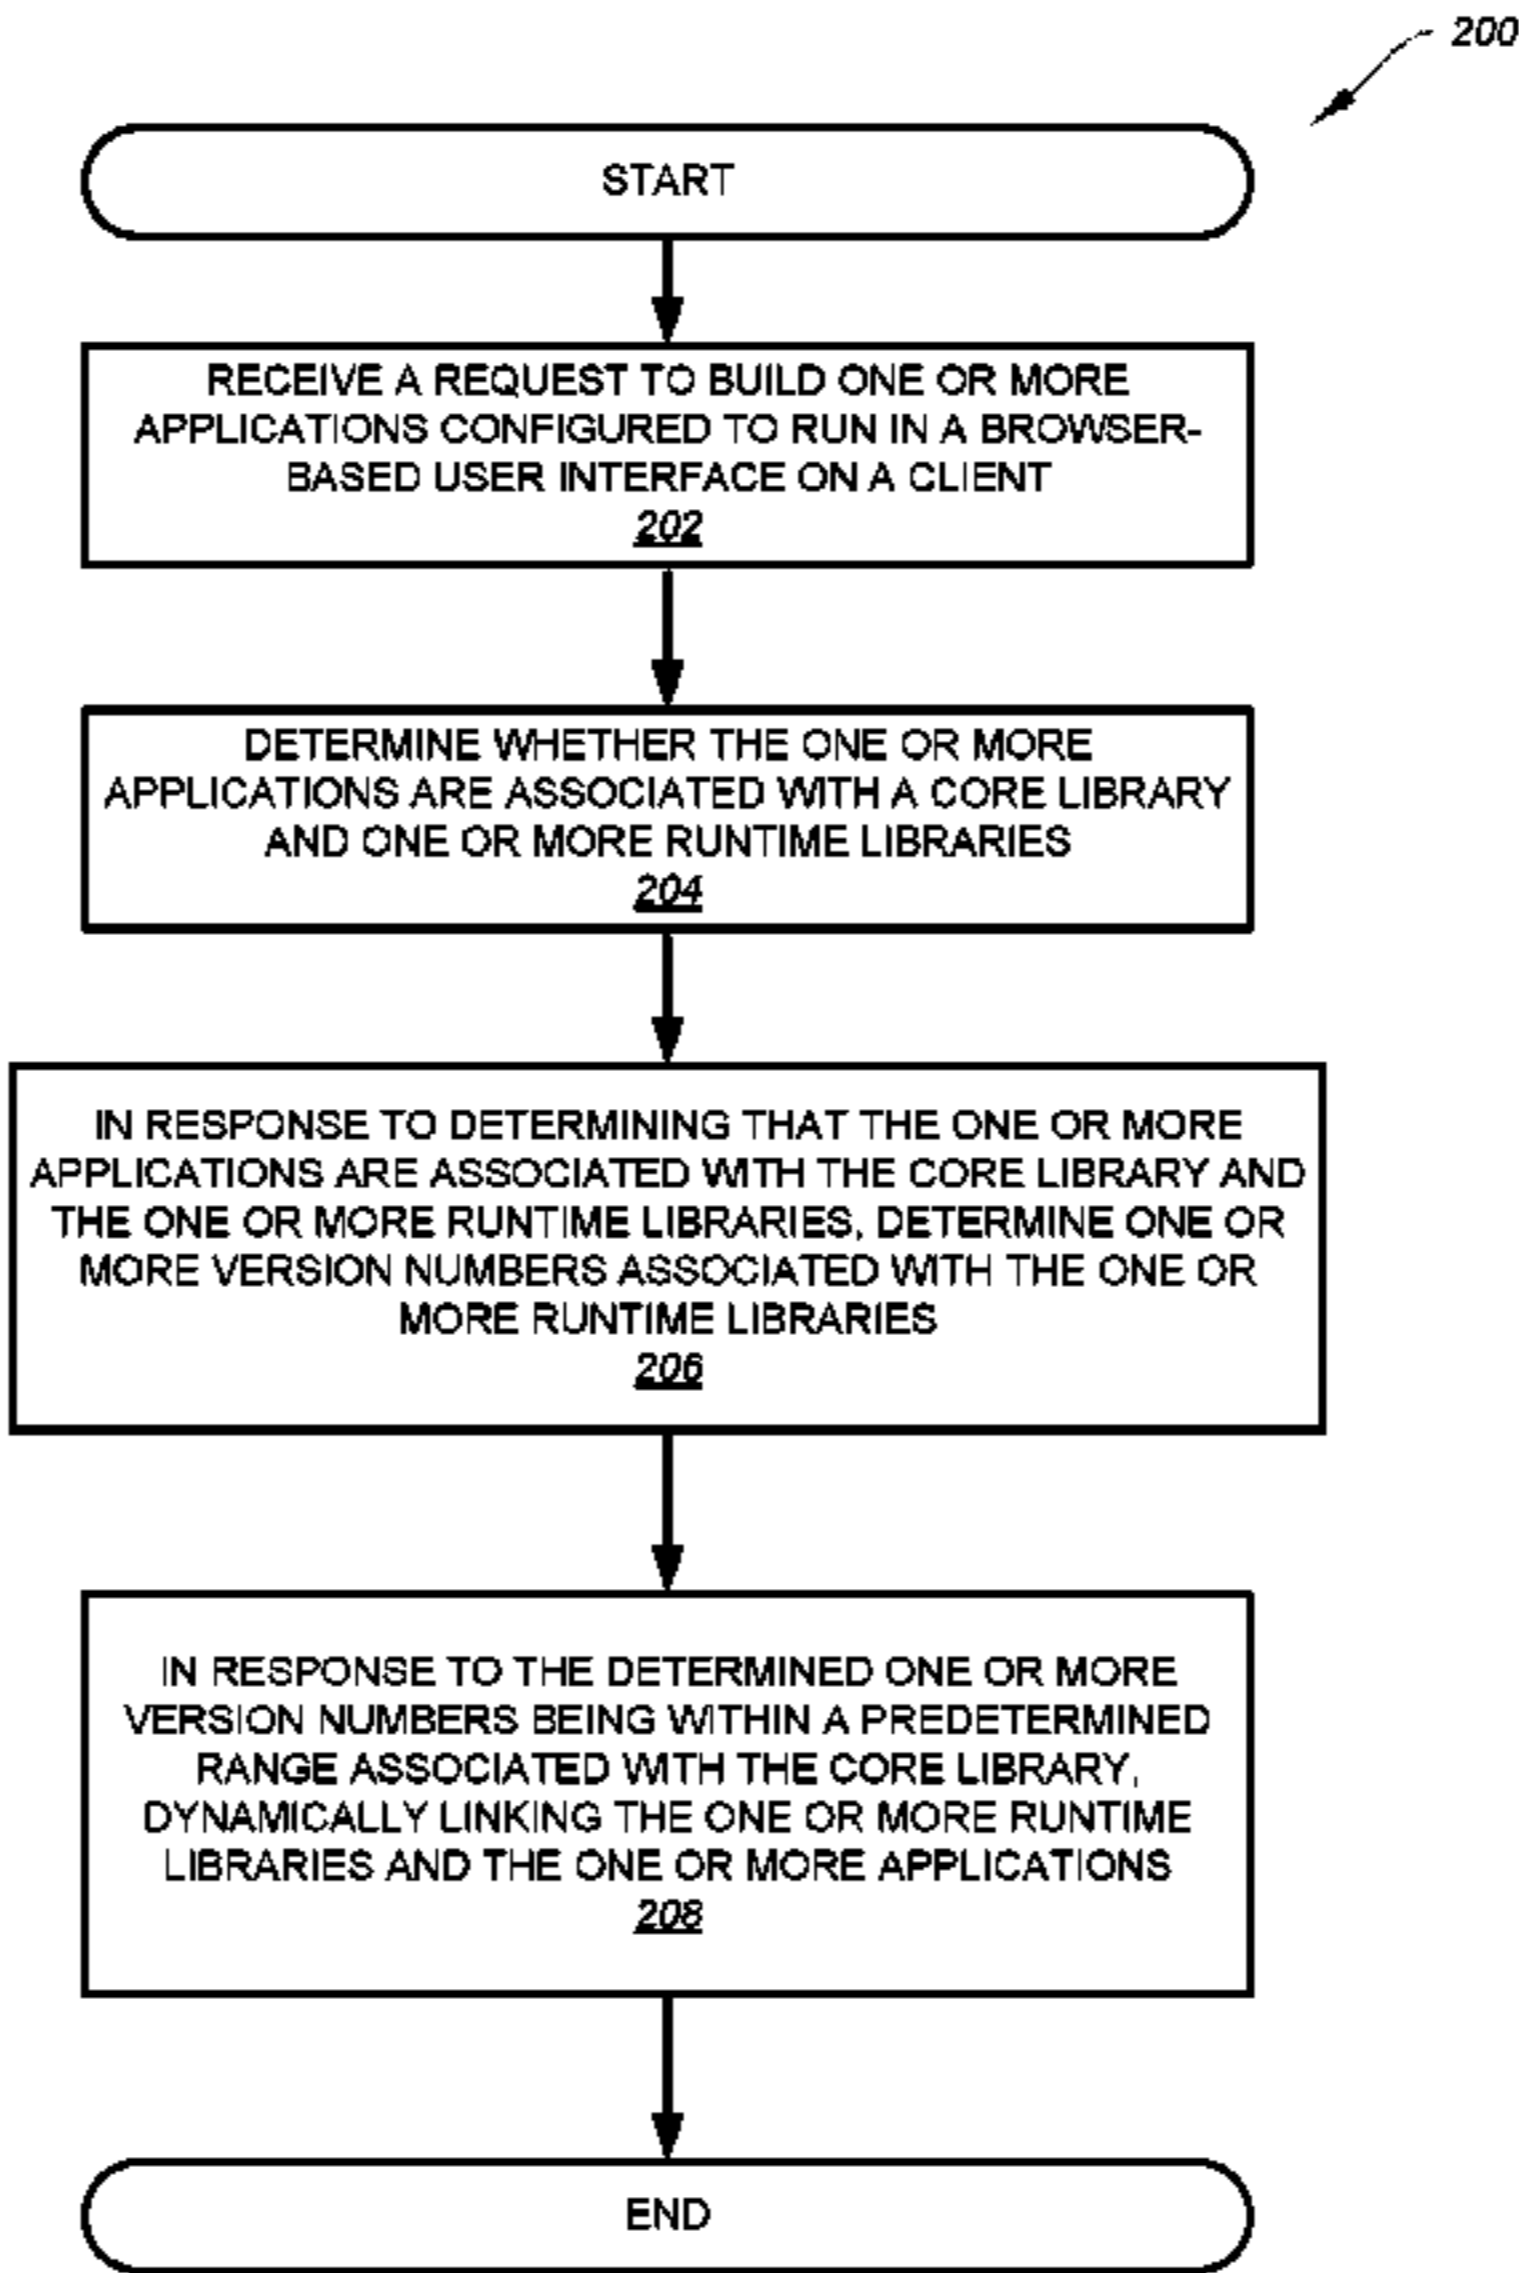 200
START
RECEIVE A REQUEST TO BUILD ONE OR MORE
APPLICATIONS CONFIGURED TO RUN IN A BROWSER-
BASED USER INTERFACE ON A CLIENT
202
DETERMINE WHETHER THE ONE OR MORE
APPLICATIONS ARE ASSOCIATED WITH A CORE LIBRARY
AND ONE OR MORE RUNTIME LIBRARIES
204
IN RESPONSE TO DETERMINING THAT THE ONE OR MORE
APPLICATIONS ARE ASSOCIATED WITH THE CORE LIBRARY AND
THE ONE OR MORE RUNTIME LIBRARIES, DETERMINE ONE OR
MORE VERSION NUMBERS ASSOCIATED WITH THE ONE OR
MORE RUNTIME LIBRARIES
206
IN RESPONSE TO THE DETERMINED ONE OR MORE
VERSION NUMBERS BEING WITHIN A PREDETERMINED
RANGE ASSOCIATED WITH THE CORE LIBRARY,
DYNAMICALLY LINKING THE ONE OR MORE RUNTIME
LIBRARIES AND THE ONE OR MORE APPLICATIONS
208
END